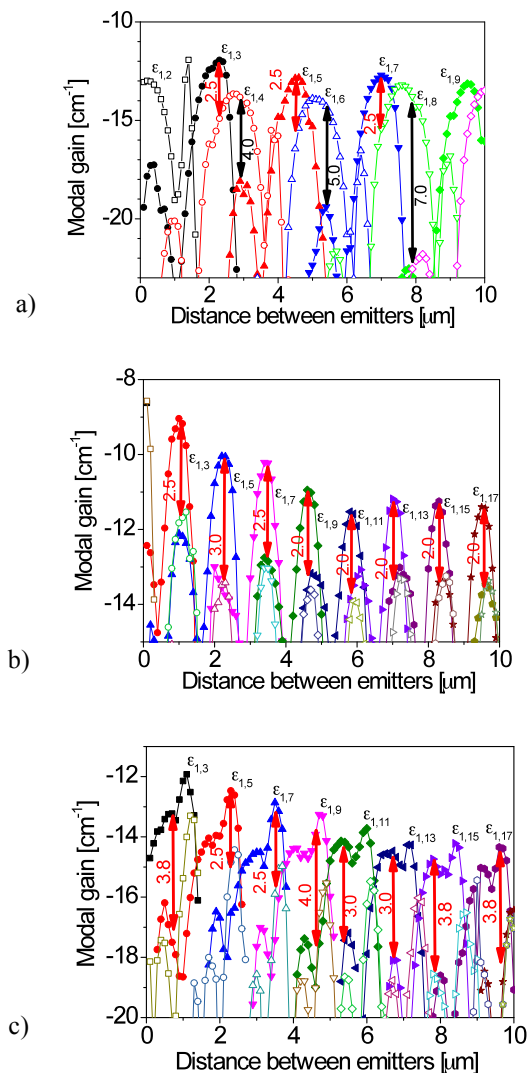 -10
-13
-16
-20
Modal gain [cm⁻¹]
ε₁,₂
ε₁,₃
ε₁,₄
ε₁,₅
ε₁,₆
ε₁,₇
ε₁,₈
ε₁,₉
2.5
4.0
2.5
5.0
2.5
7.0
0 2 4 6 8 10
Distance between emitters [μm]
a)
-8
-10
-12
-14
Modal gain [cm⁻¹]
ε₁,₃
ε₁,₅
ε₁,₇
ε₁,₉
ε₁,₁₁
ε₁,₁₃
ε₁,₁₅
ε₁,₁₇
2.5
3.0
2.5
2.0
2.0
2.0
2.0
2.0
0 2 4 6 8 10
Distance between emitters [μm]
b)
-12
-14
-16
-18
-20
Modal gain [cm⁻¹]
ε₁,₃
ε₁,₅
ε₁,₇
ε₁,₉
ε₁,₁₁
ε₁,₁₃
ε₁,₁₅
ε₁,₁₇
3.8
2.5
2.5
4.0
3.0
3.0
3.8
3.8
0 2 4 6 8 10
Distance between emitters [μm]
c)